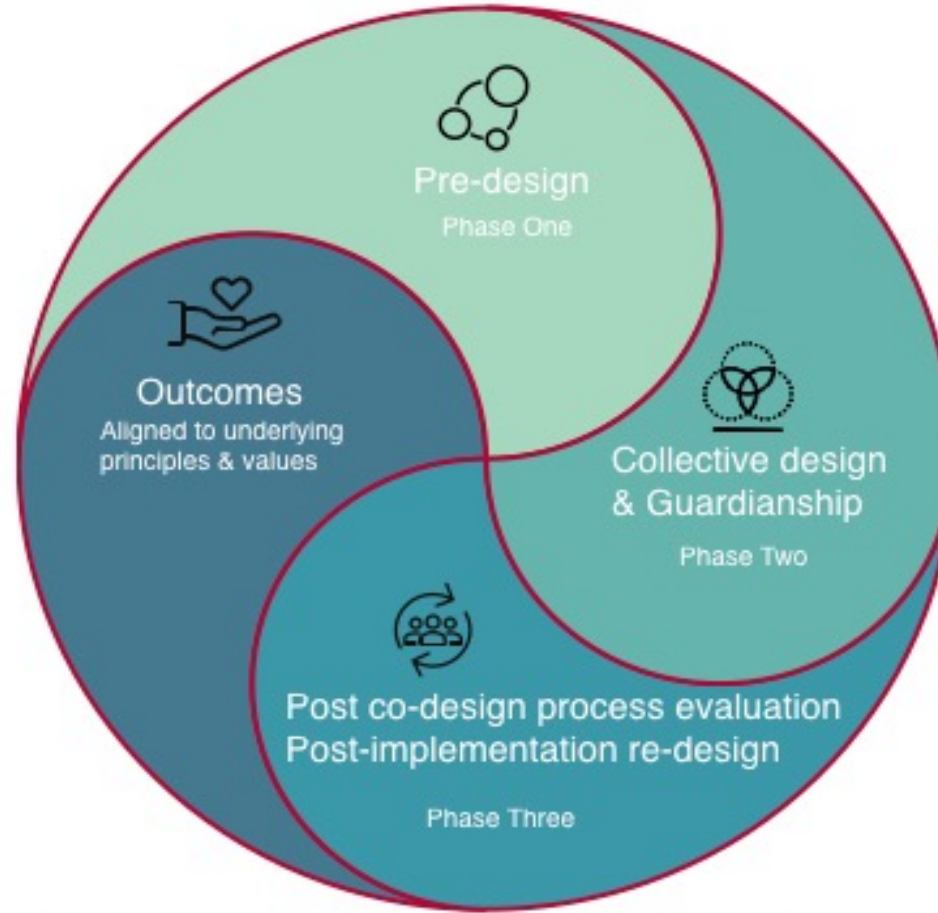 Pre-design
Phase One
Outcomes
Aligned to underlying
principles & values
Collective design
& Guardianship
Phase Two
Post co-design process evaluation
Post-implementation re-design
Phase Three